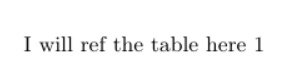 I will ref the table here 1